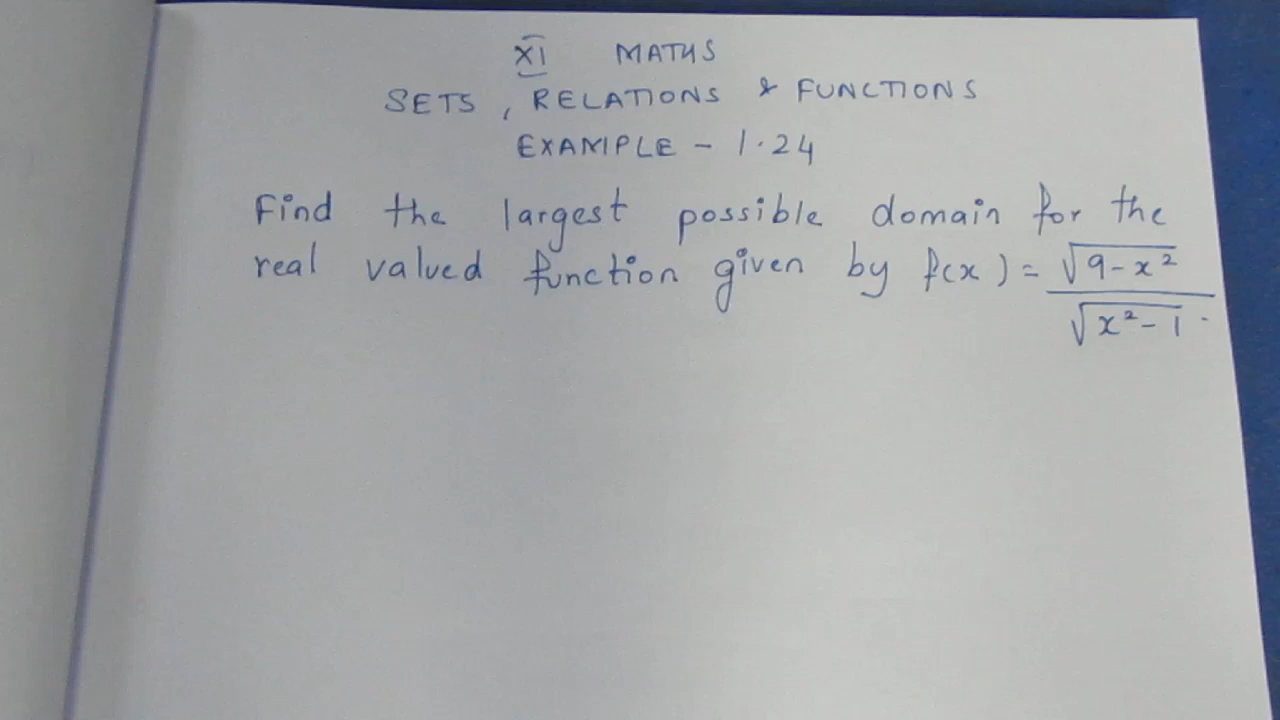 XI MATHS
SETS, RELATIONS & FUNCTIONS
EXAMPLE - 1.24
Find the largest possible domain for the
real valued function given by f(x) = √(9-x²)
√(x²-1).